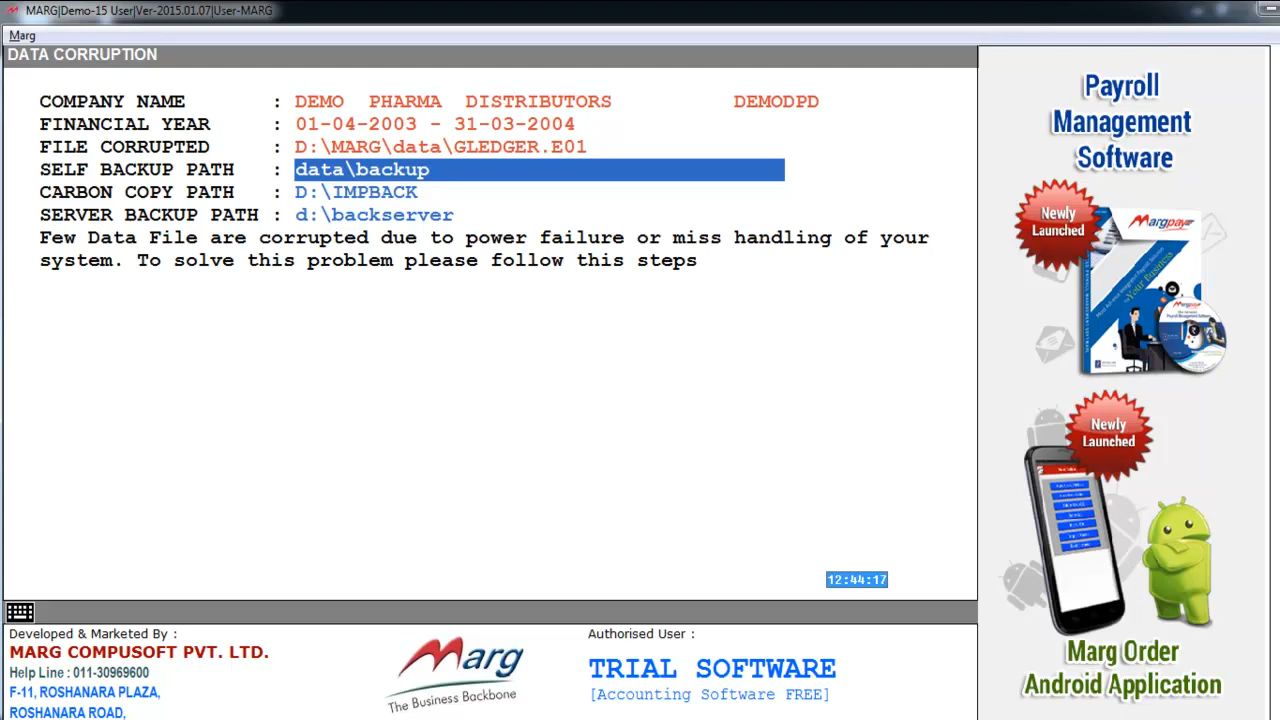 MARG|Demo-15 User|Ver-2015.01.07|User-MARG
Marg
DATA CORRUPTION
COMPANY NAME : DEMO PHARMA DISTRIBUTORS DEMODPD
FINANCIAL YEAR : 01-04-2003 - 31-03-2004
FILE CORRUPTED : D:\MARG\data\GLEDGER.E01
SELF BACKUP PATH : data\backup
CARBON COPY PATH : D:\IMPBACK
SERVER BACKUP PATH : d:\backserver
Few Data File are corrupted due to power failure or miss handling of your
system. To solve this problem please follow this steps
12:44:17
Payroll
Management
Software
Newly
Launched
Margpay
Newly
Launched
Marg Order
Android Application
Developed & Marketed By :
MARG COMPUSOFT PVT. LTD.
Help Line : 011-30969600
F-11, ROSHANARA PLAZA,
ROSHANARA ROAD,
Marg
The Business Backbone
Authorised User :
TRIAL SOFTWARE
[Accounting Software FREE]